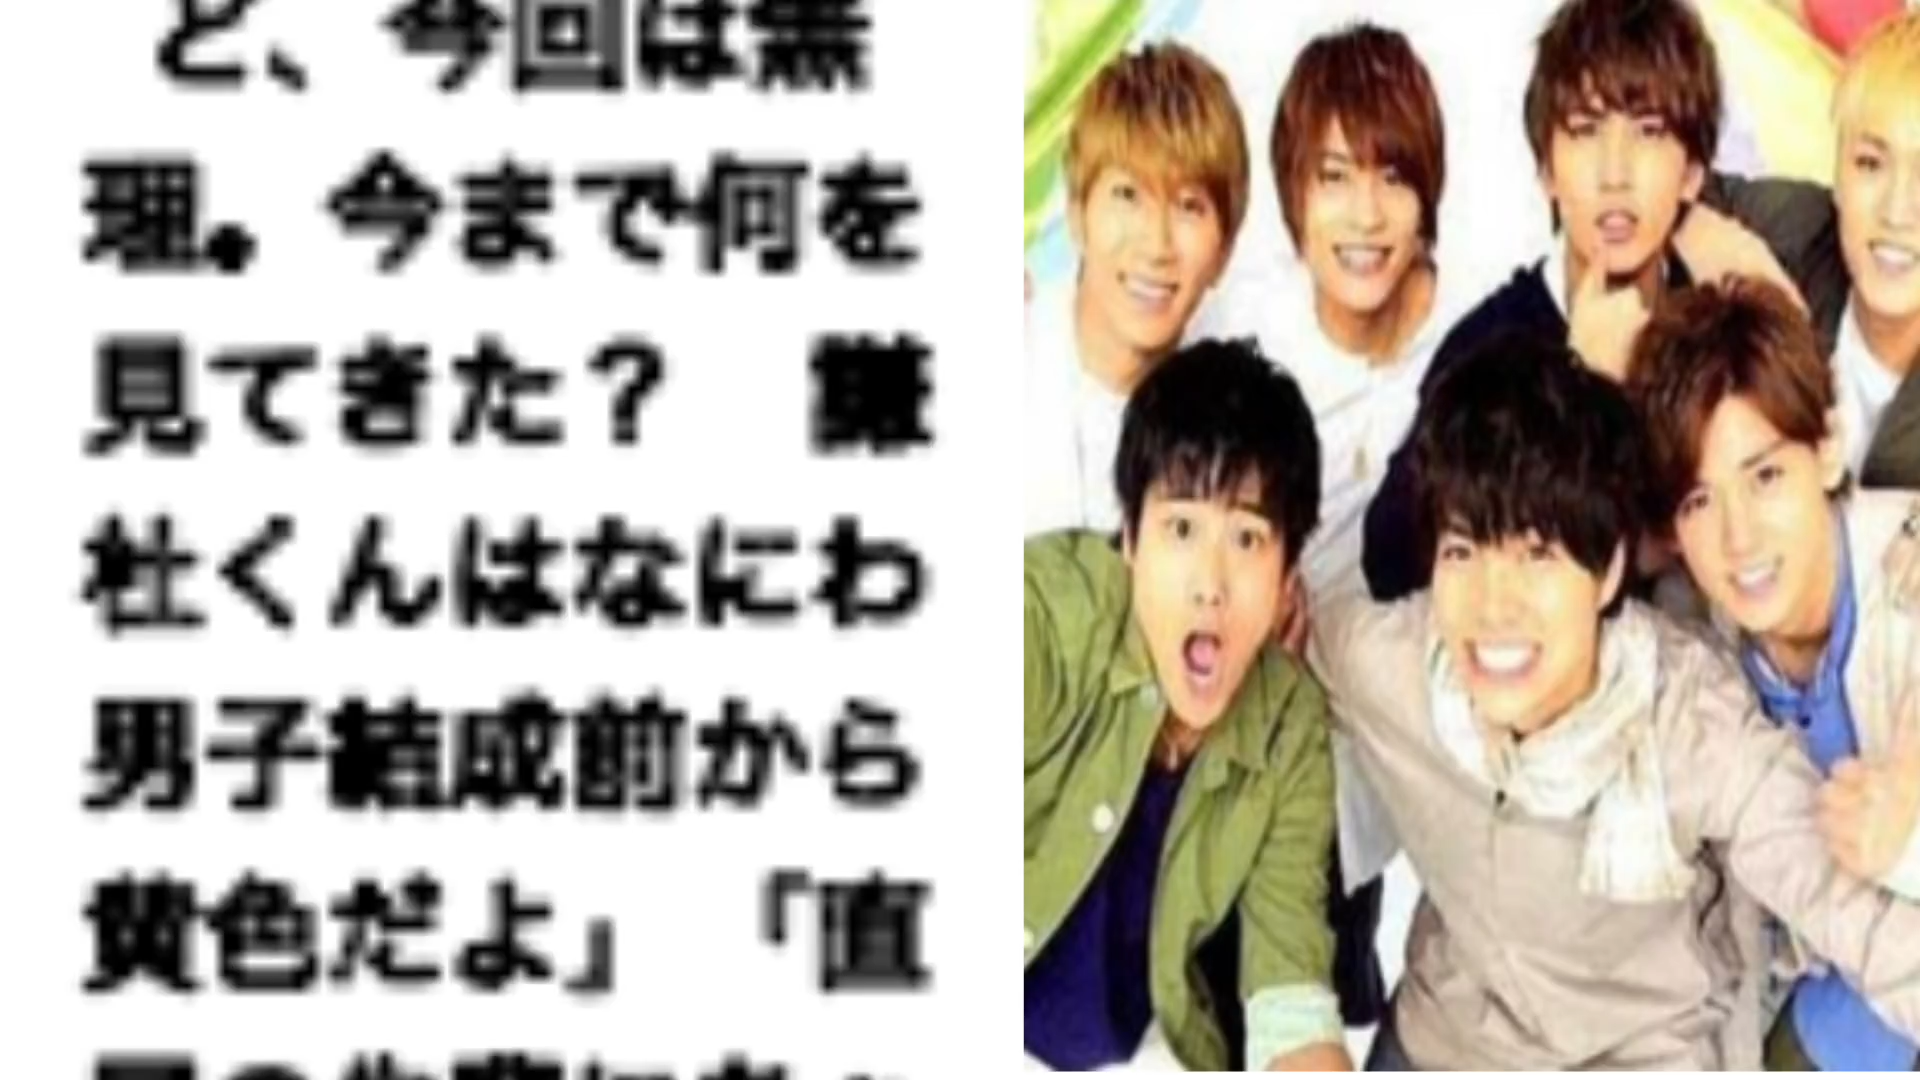 ど、今回は無
理。今まで何を
見てきた？　謙
杜くんはなにわ
男子結成前から
黄色だよ」「直